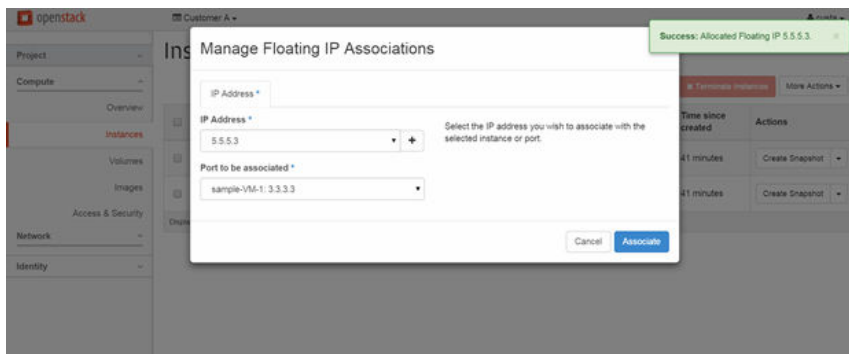 openstack
Customer A
Success: Allocated Floating IP 5.5.5.3.
Project
Compute
Overview
Instances
Volumes
Images
Access & Security
Network
Identity
Ins
Manage Floating IP Associations
IP Address *
IP Address *
5.5.5.3
Select the IP address you wish to associate with the
selected instance or port.
Port to be associated *
sample-VM-1: 3.3.3.3
Cancel
Associate
Terminate Instances
More Actions
Time since
created
Actions
41 minutes
Create Snapshot
41 minutes
Create Snapshot